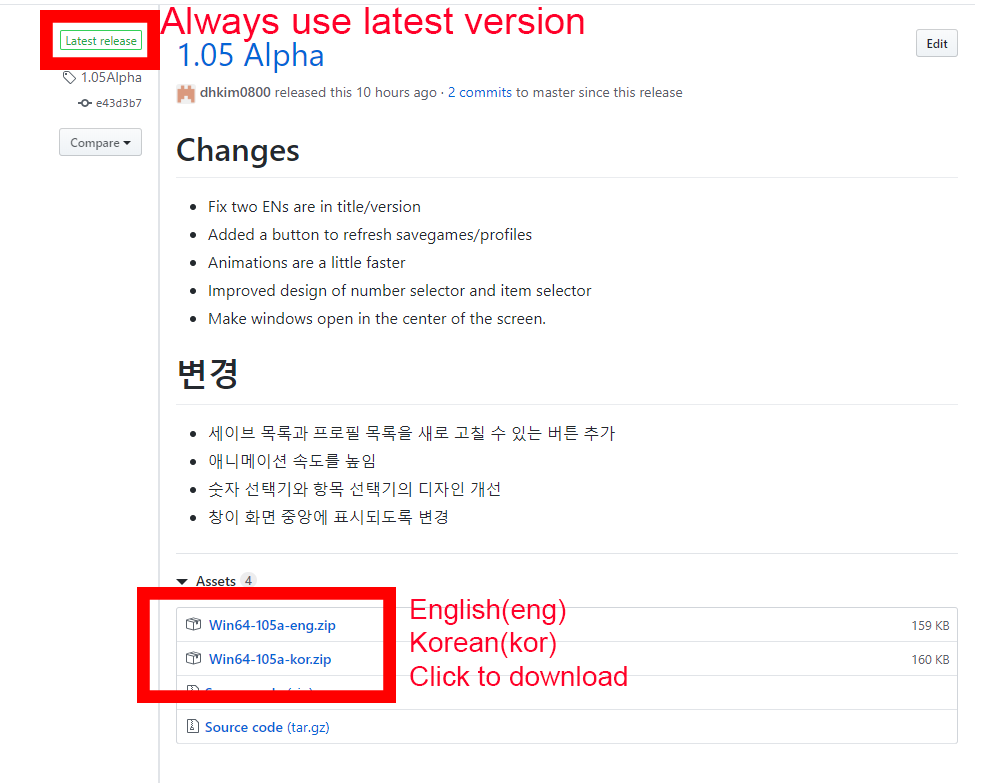 Always use latest version
Latest release
1.05 Alpha
Edit
1.05Alpha
dhkim0800 released this 10 hours ago · 2 commits to master since this release
e43d3b7
Compare
Changes
Fix two ENs are in title/version
Added a button to refresh savegames/profiles
Animations are a little faster
Improved design of number selector and item selector
Make windows open in the center of the screen.
변경
세이브 목록과 프로필 목록을 새로 고칠 수 있는 버튼 추가
애니메이션 속도를 높임
숫자 선택기와 항목 선택기의 디자인 개선
창이 화면 중앙에 표시되도록 변경
Assets 4
English(eng)
Win64-105a-eng.zip 159 KB
Korean(kor)
Win64-105a-kor.zip 160 KB
Click to download
Source code (tar.gz)